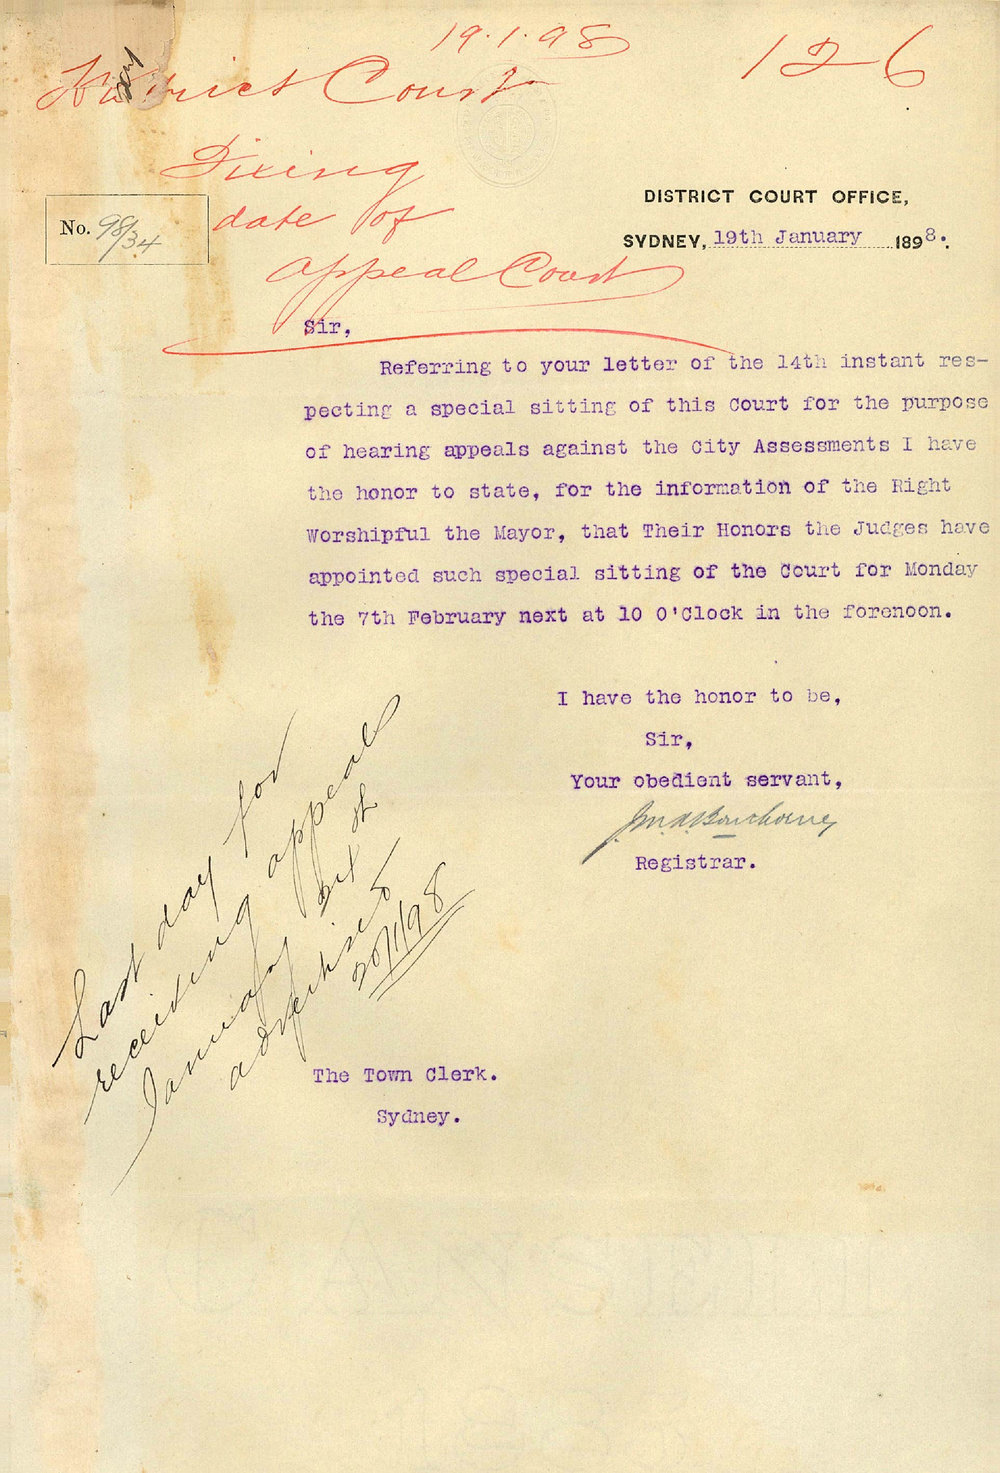 19.1.98
126
District Court
Fixing
date of
appeal Court
No. 98/34
DISTRICT COURT OFFICE,
SYDNEY, 19th January 1898.
Sir,
Referring to your letter of the 14th instant res-
pecting a special sitting of this Court for the purpose
of hearing appeals against the City Assessments I have
the honor to state, for the information of the Right
Worshipful the Mayor, that Their Honors the Judges have
appointed such special sitting of the Court for Monday
the 7th February next at 10 O'Clock in the forenoon.
I have the honor to be,
Sir,
Your obedient servant,
Registrar.
Last day for
receiving appeal
January
advertised
20/1/98
The Town Clerk.
Sydney.